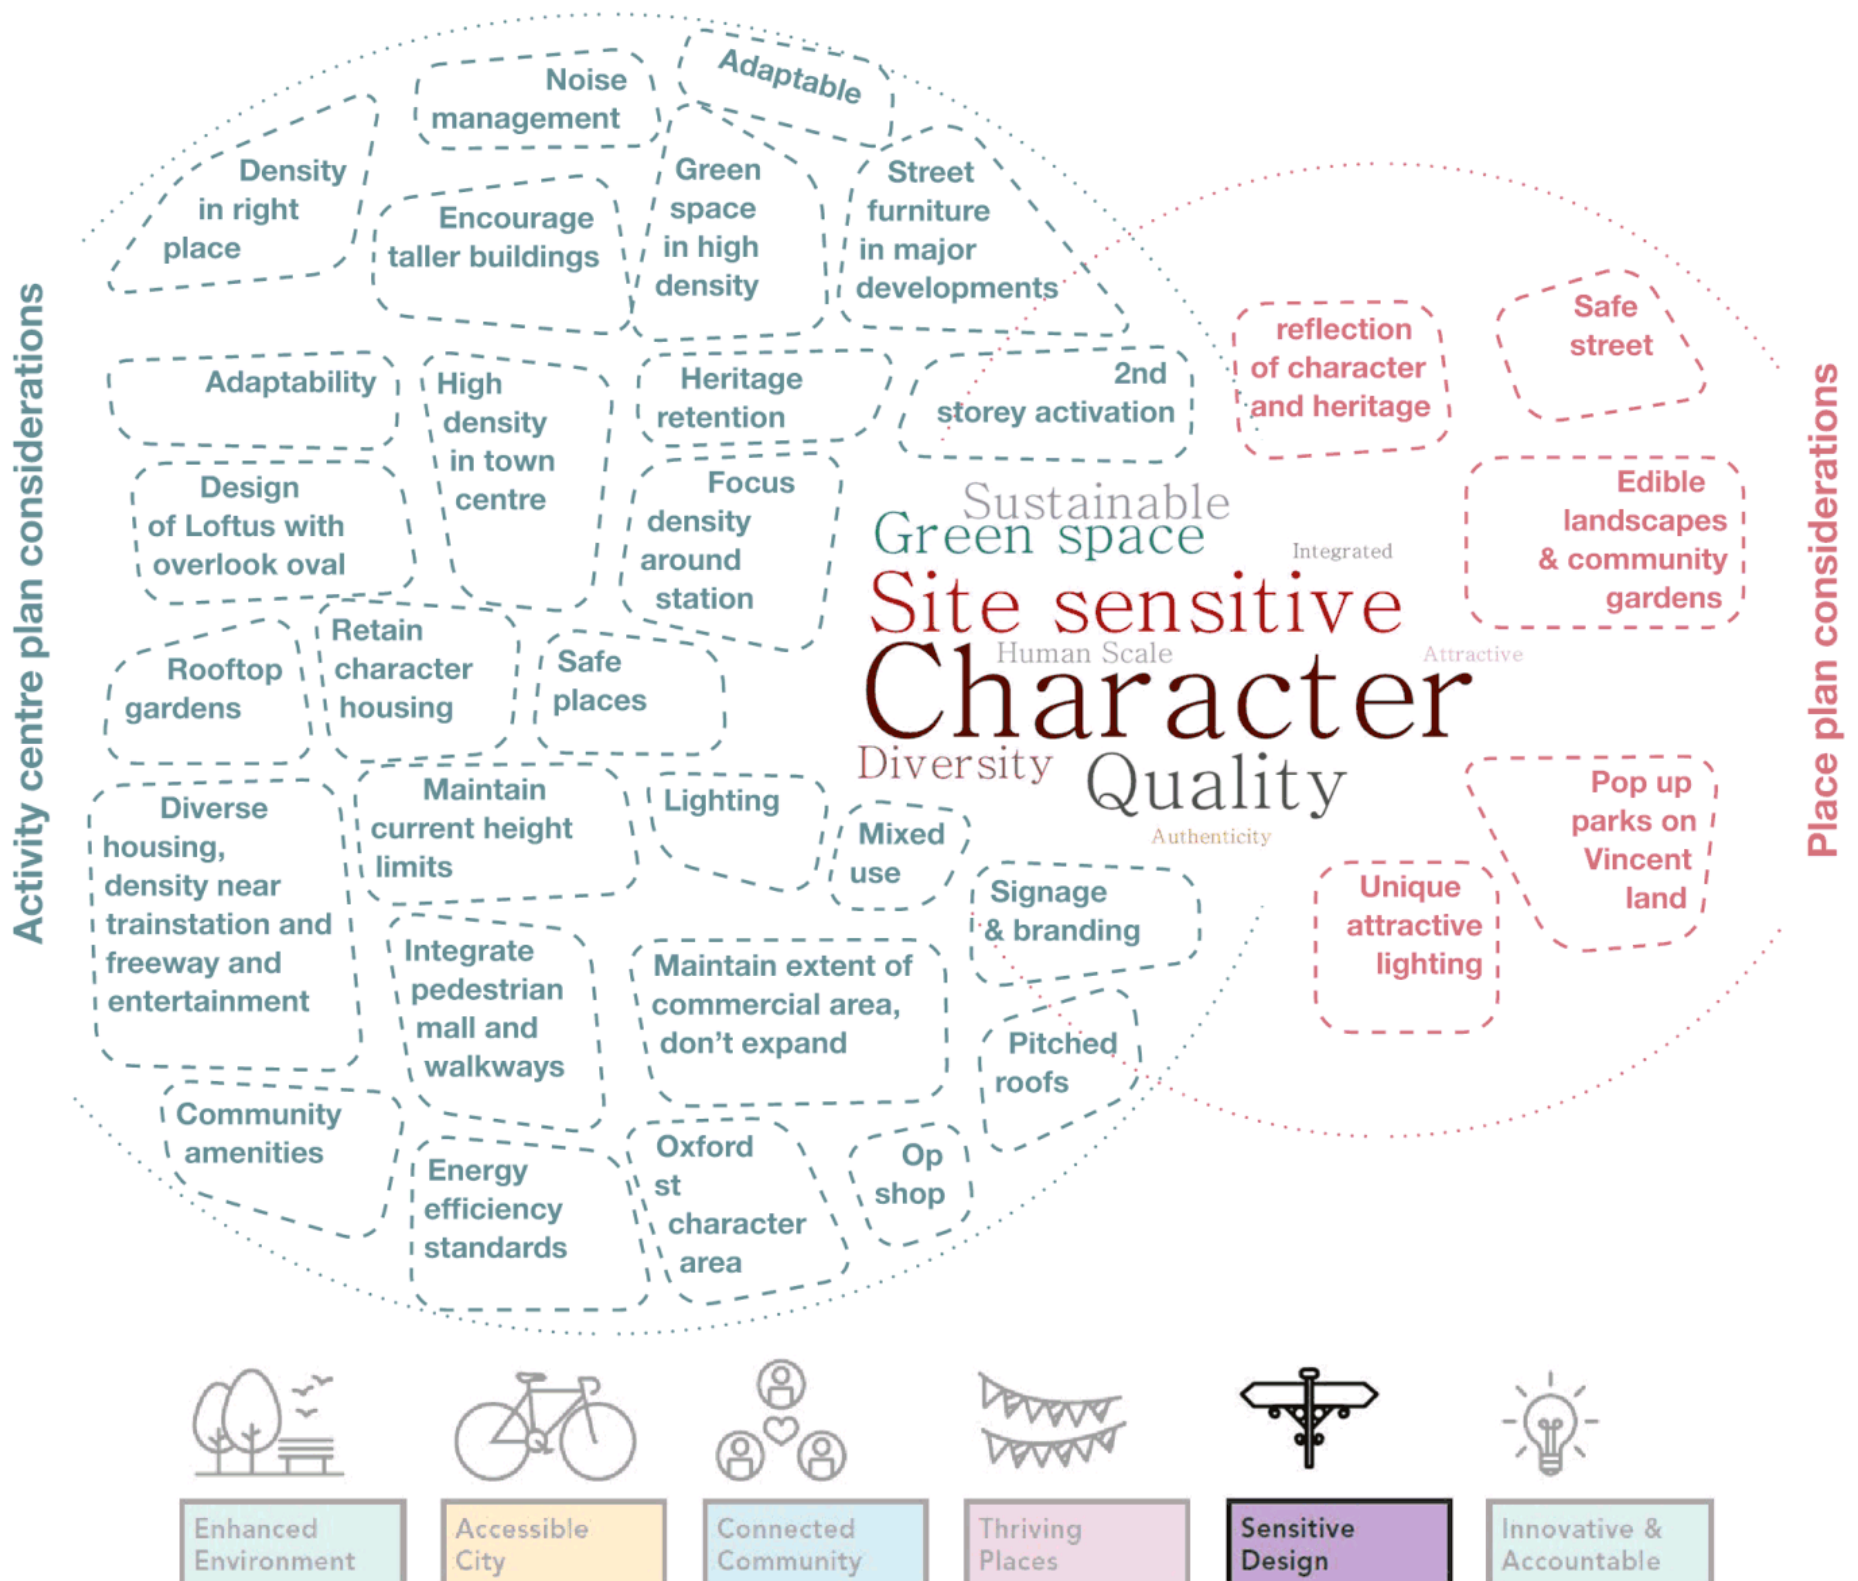 Activity centre plan considerations
Noise
management
Adaptable
Density
in right
place
Encourage
taller buildings
Green
space
in high
density
Street
furniture
in major
developments
Adaptability
High
density
in town
centre
Heritage
retention
2nd
storey activation
Design
of Loftus with
overlook oval
Focus
density
around
station
Rooftop
gardens
Retain
character
housing
Safe
places
Diverse
housing,
density near
trainstation and
freeway and
entertainment
Maintain
current height
limits
Lighting
Mixed
use
Signage
& branding
Integrate
pedestrian
mall and
walkways
Maintain extent of
commercial area,
don’t expand
Pitched
roofs
Community
amenities
Energy
efficiency
standards
Oxford
st
character
area
Op
shop
Sustainable
Green space
Integrated
Site sensitive
Human Scale
Attractive
Character
Diversity
Quality
Authenticity
reflection
of character
and heritage
Safe
street
Edible
landscapes
& community
gardens
Pop up
parks on
Vincent
land
Unique
attractive
lighting
Place plan considerations
Enhanced
Environment
Accessible
City
Connected
Community
Thriving
Places
Sensitive
Design
Innovative &
Accountable